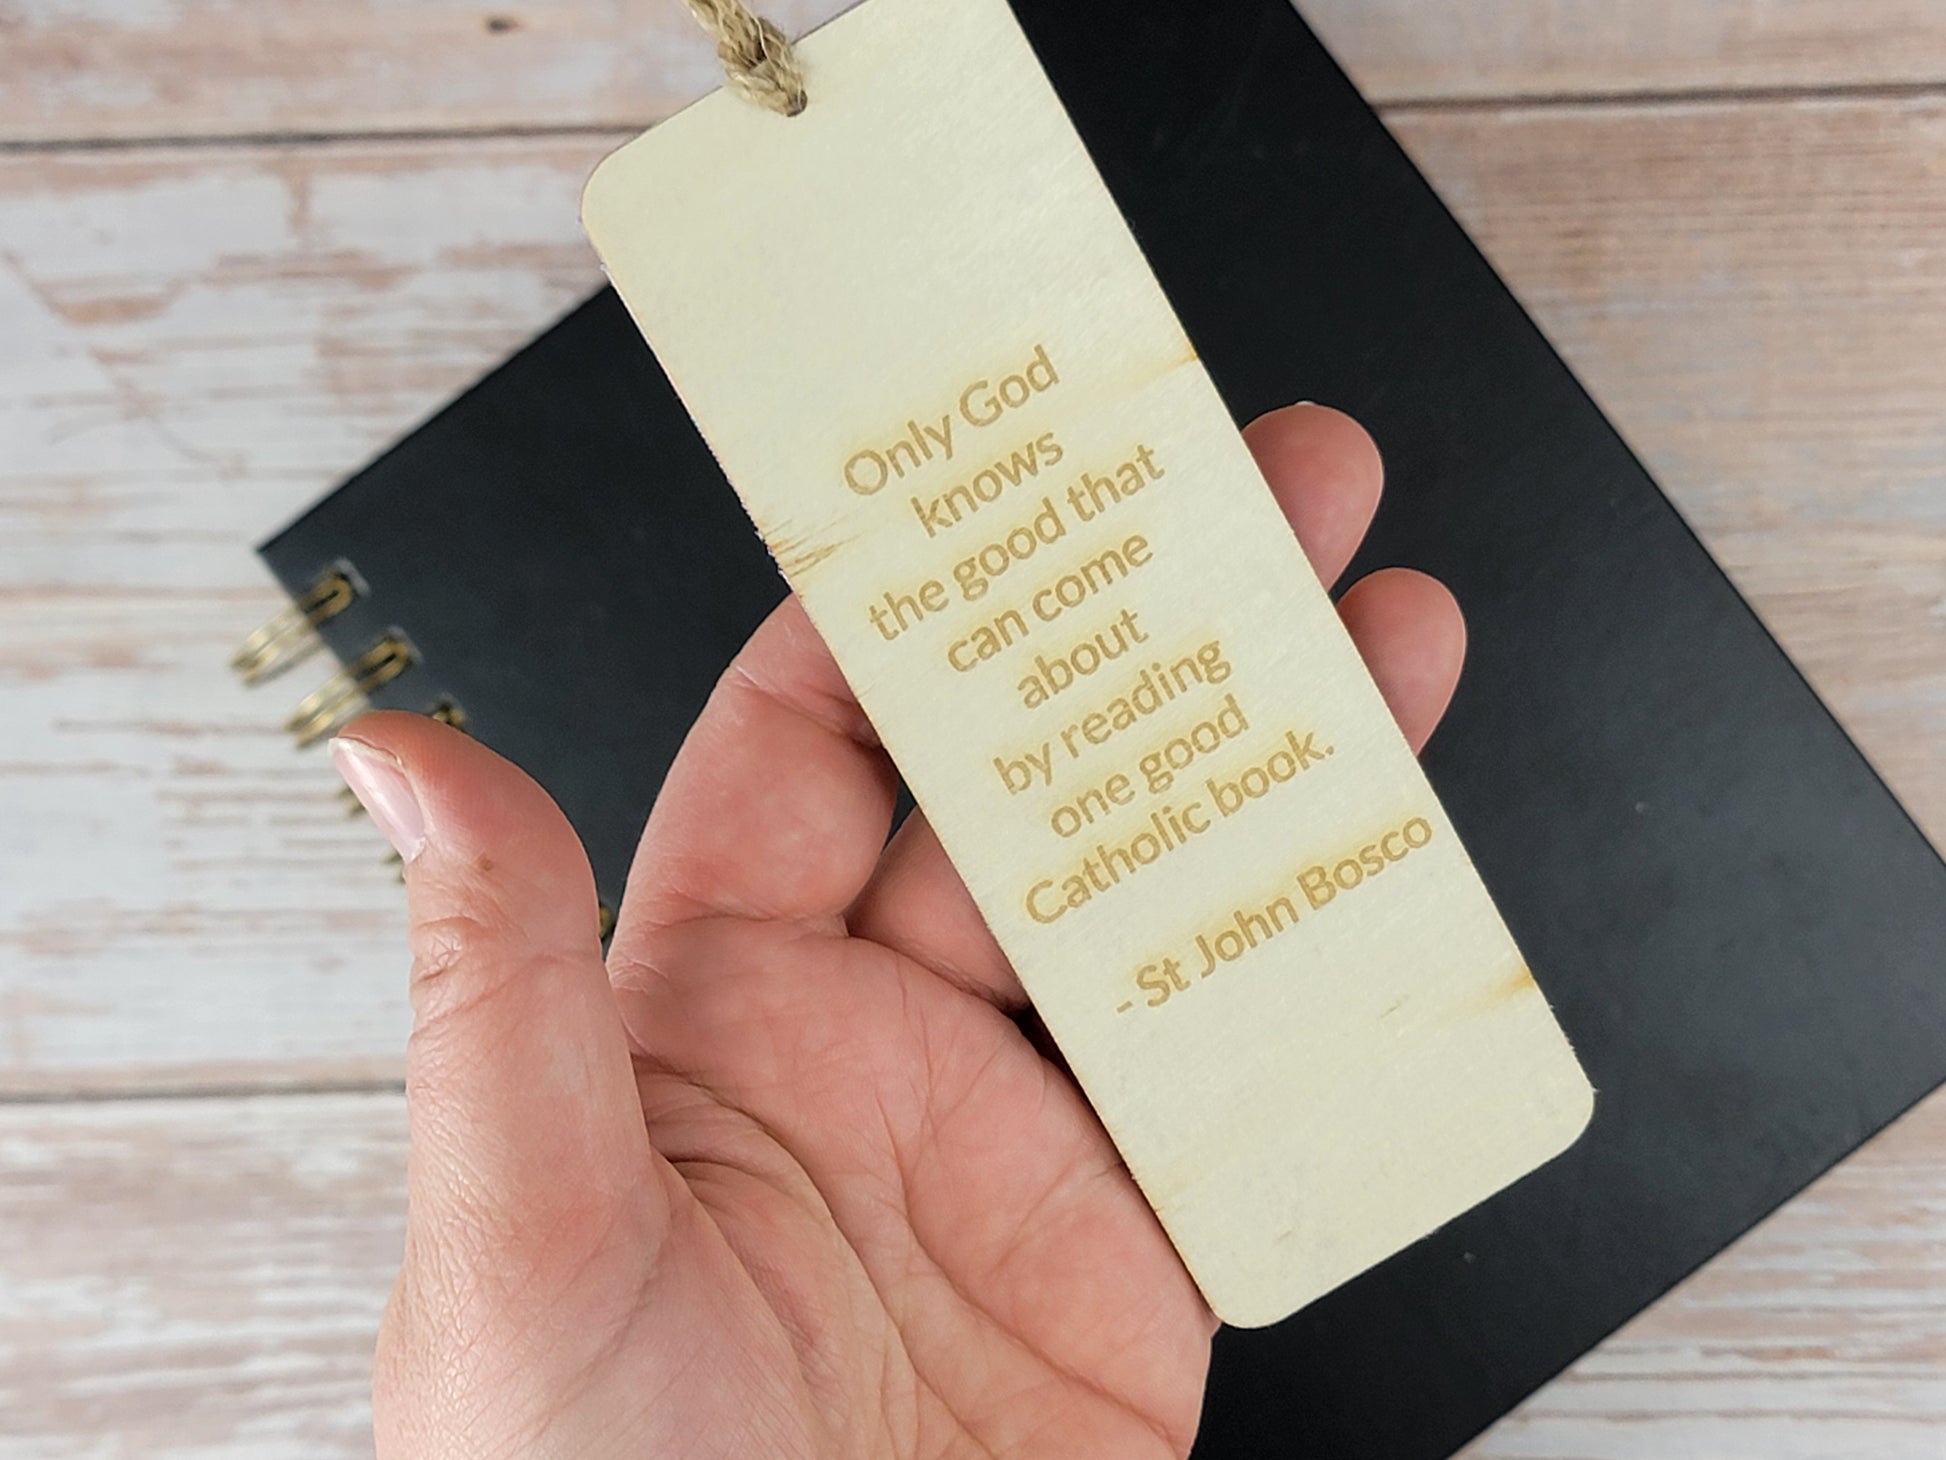 Only God
knows
the good that
can come
about
by reading
one good
Catholic book.
- St John Bosco